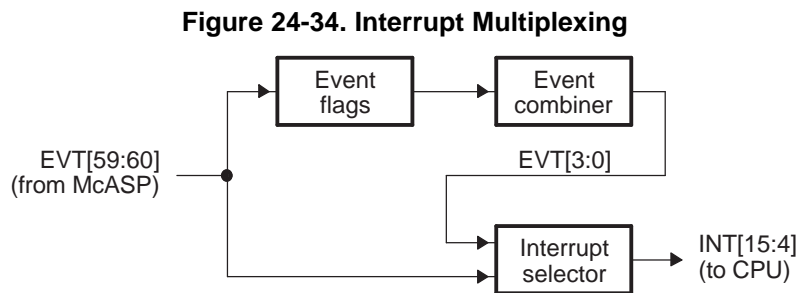 Figure 24-34. Interrupt Multiplexing
Event
flags
Event
combiner
EVT[59:60]
(from McASP)
EVT[3:0]
Interrupt
selector
INT[15:4]
(to CPU)